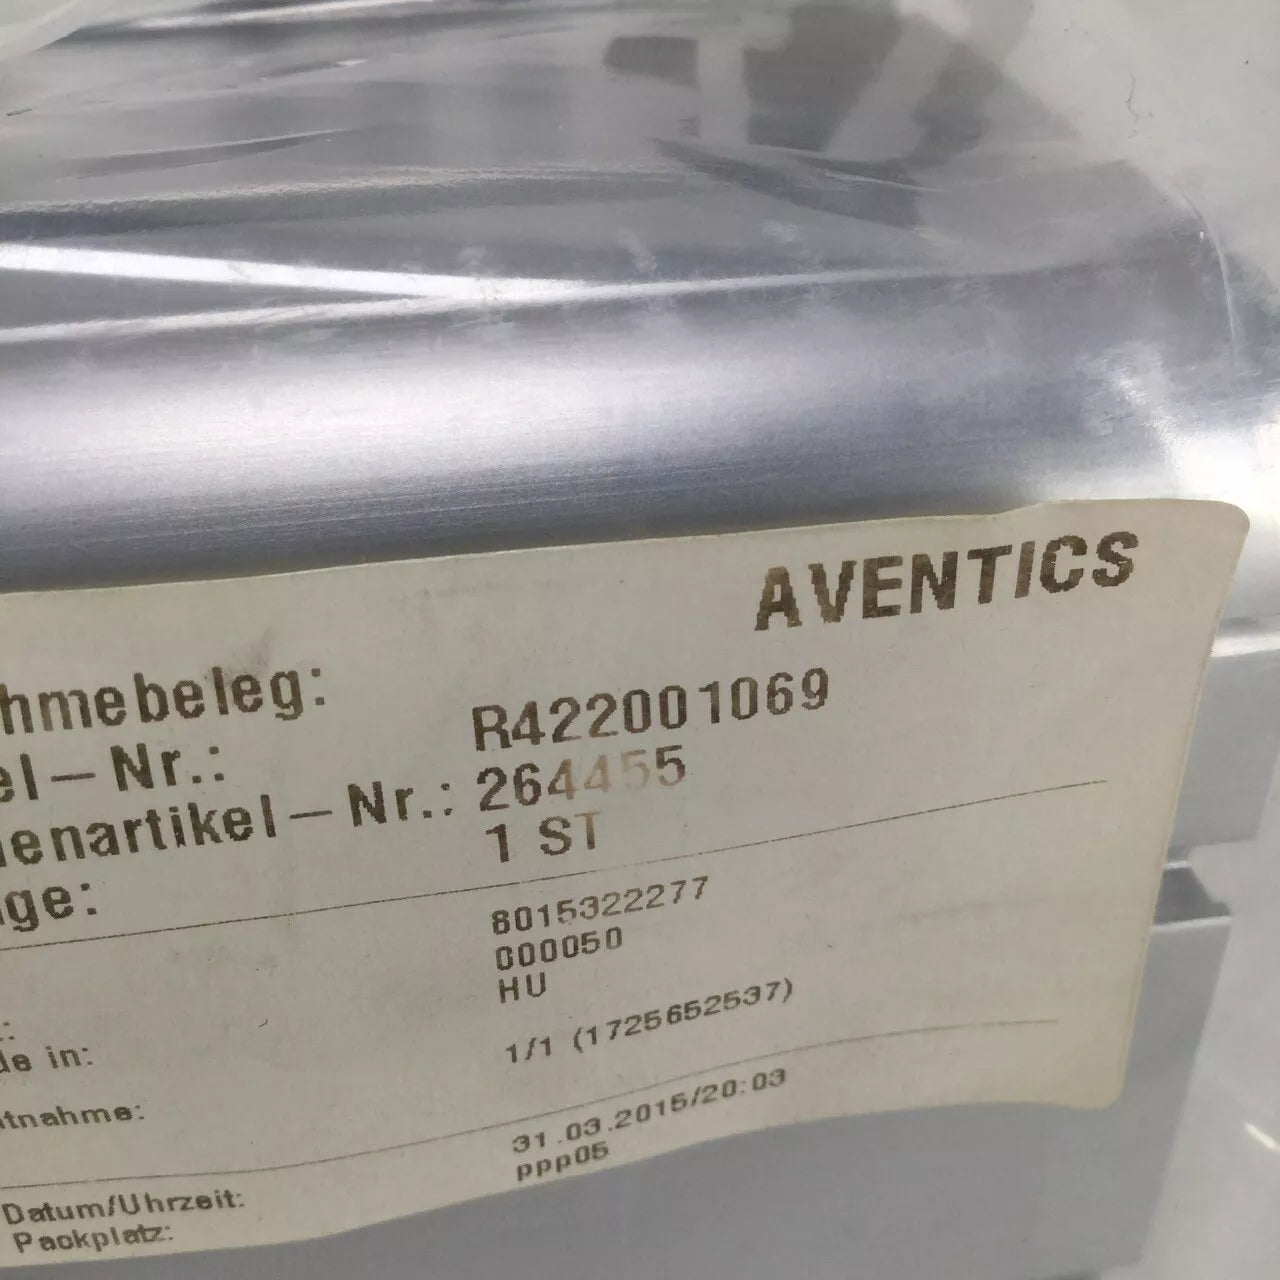 AVENTICS
hmebeleg:
el-Nr.: R422001069
enartikel-Nr.: 264455
ge: 1 ST
8015322277
000050
de in: HU
tnahme: 1/1 (1725652537)
Datum/Uhrzeit: 31.03.2015/20:03
Packplatz: ppp05